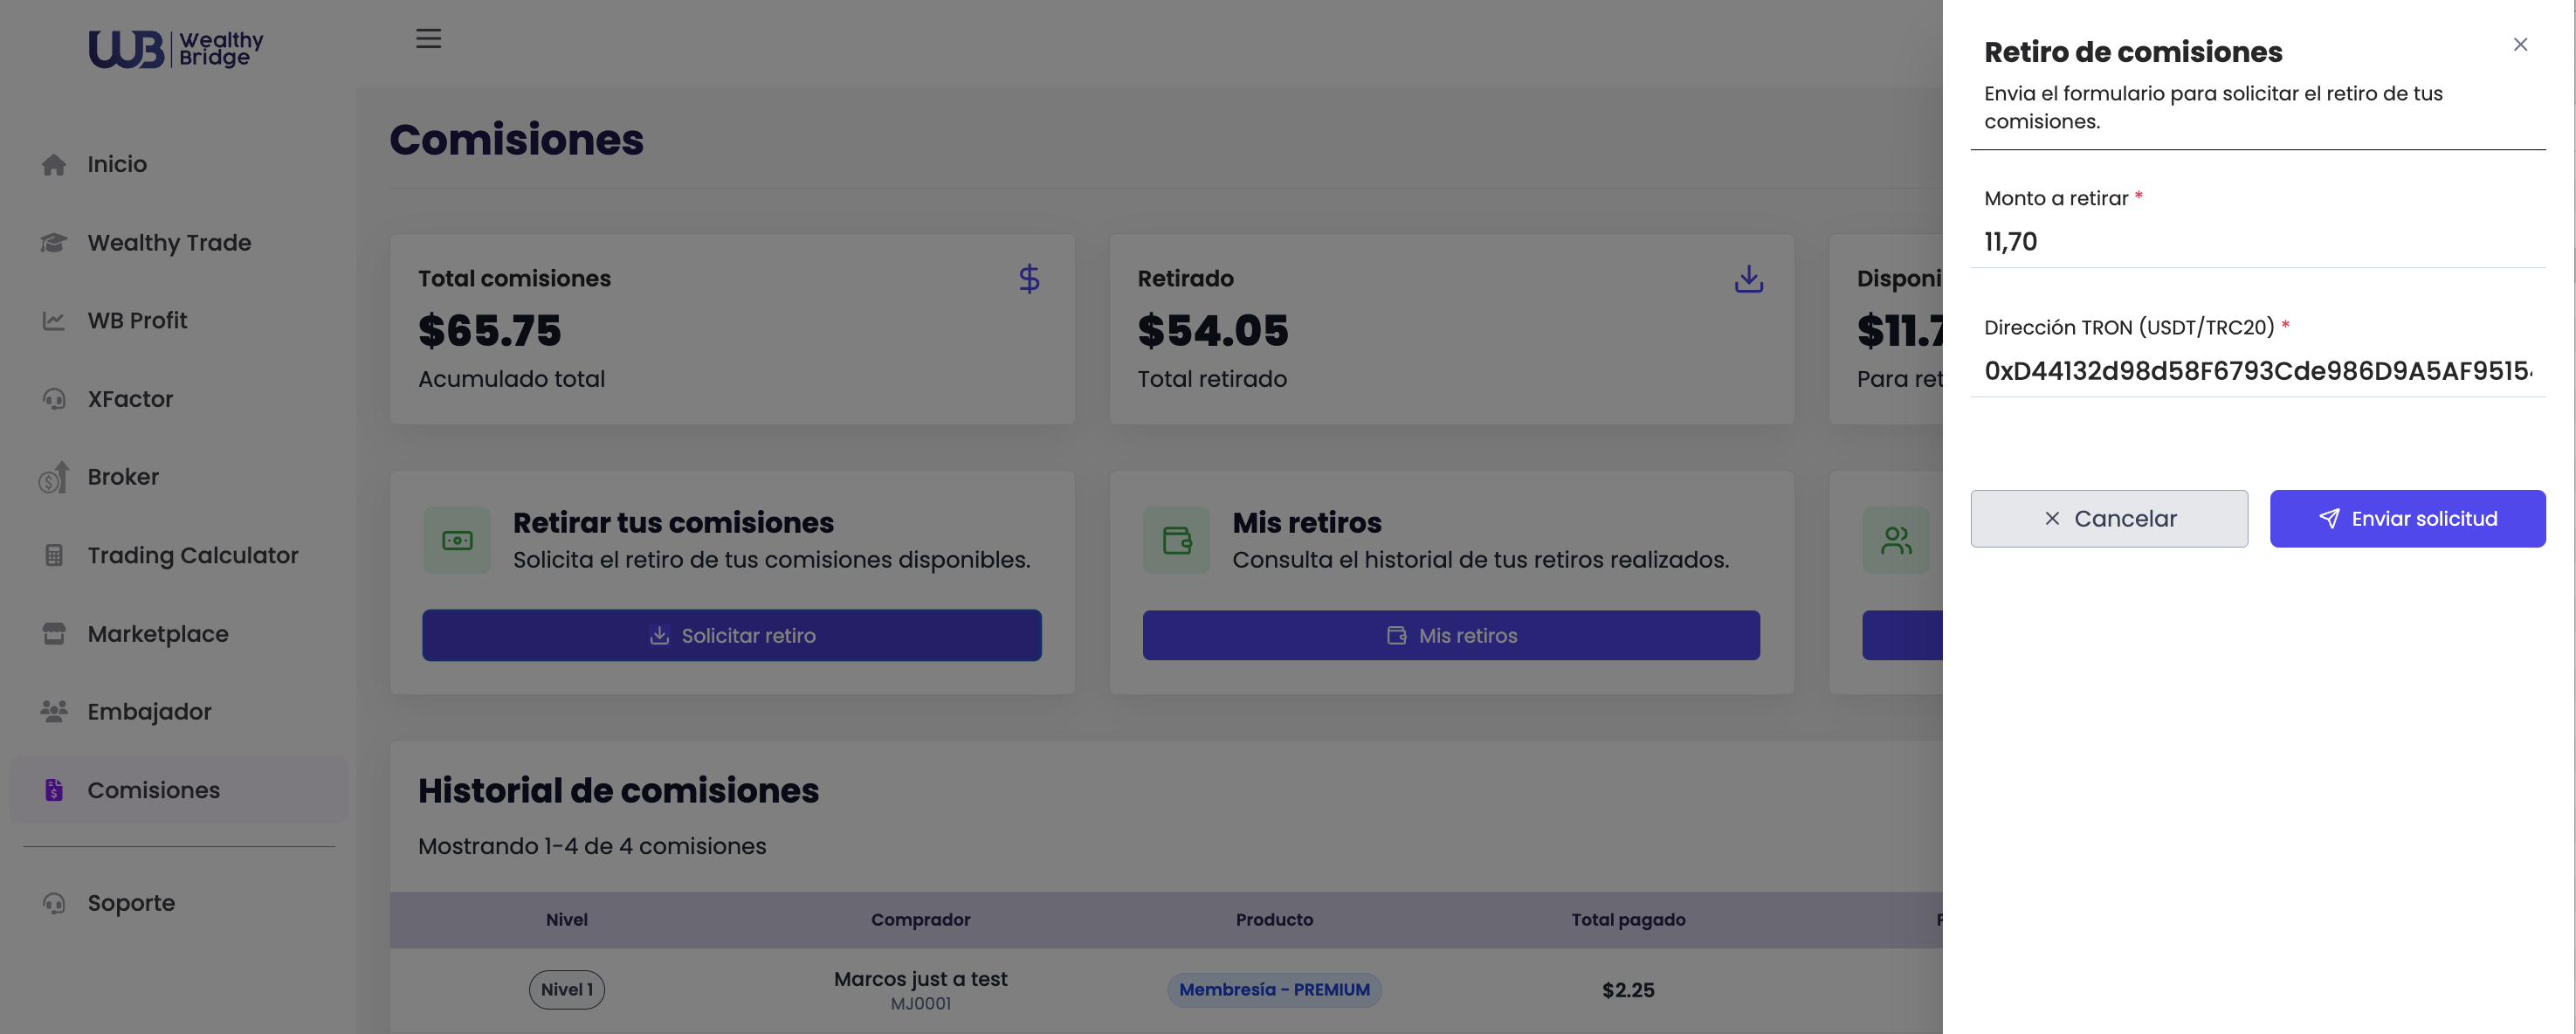 WB Wealthy
Bridge
Inicio
Wealthy Trade
WB Profit
XFactor
Broker
Trading Calculator
Marketplace
Embajador
Comisiones
Soporte
Comisiones
Total comisiones
$
$65.75
Acumulado total
Retirado
$54.05
Total retirado
Disponi
$11.7
Para ret
Retirar tus comisiones
Solicita el retiro de tus comisiones disponibles.
Solicitar retiro
Mis retiros
Consulta el historial de tus retiros realizados.
Mis retiros
Historial de comisiones
Mostrando 1-4 de 4 comisiones
Nivel Comprador Producto Total pagado
Nivel 1 Marcos just a test Membresía - PREMIUM $2.25
MJ0001
Retiro de comisiones
Envia el formulario para solicitar el retiro de tus
comisiones.
Monto a retirar *
11,70
Dirección TRON (USDT/TRC20) *
0xD44132d98d58F6793Cde986D9A5AF9515
Cancelar
Enviar solicitud